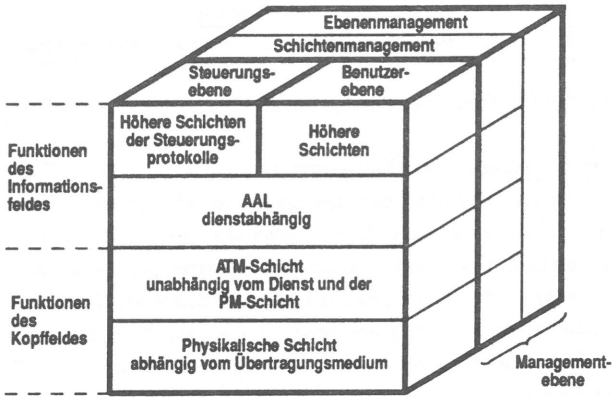 Ebenenmanagement
Schichtenmanagement
Steuerungs-
ebene
Benutzer-
ebene
Höhere Schichten
der Steuerungs-
protokolle
Höhere
Schichten
Funktionen
des
Informations-
feldes
AAL
dienstabhängig
ATM-Schicht
unabhängig vom Dienst und der
PM-Schicht
Funktionen
des
Kopffeldes
Physikalische Schicht
abhängig vom Übertragungsmedium
Management-
ebene